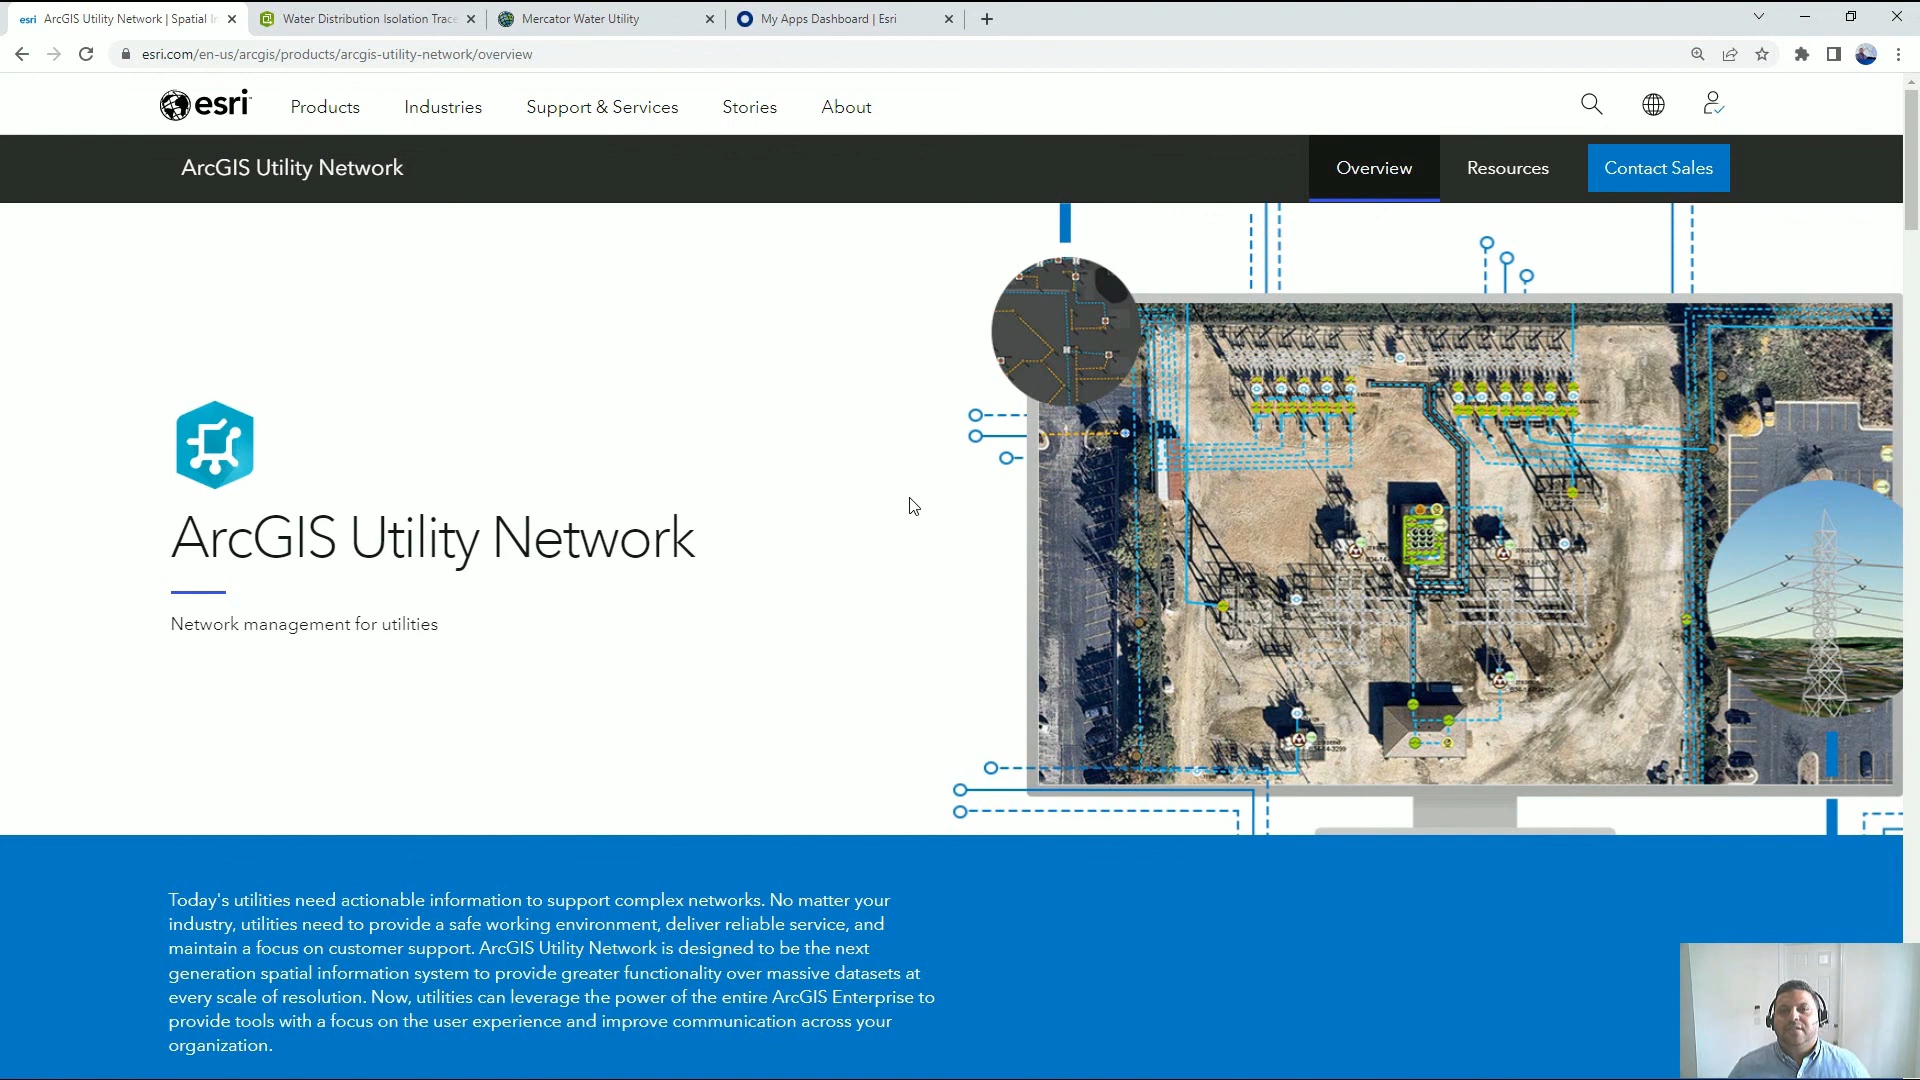 esri ArcGIS Utility Network | Spatial In
Water Distribution Isolation Trace
Mercator Water Utility
My Apps Dashboard | Esri
esri.com/en-us/arcgis/products/arcgis-utility-network/overview
esri Products Industries Support & Services Stories About
ArcGIS Utility Network Overview Resources Contact Sales
ArcGIS Utility Network
Network management for utilities
Today's utilities need actionable information to support complex networks. No matter your
industry, utilities need to provide a safe working environment, deliver reliable service, and
maintain a focus on customer support. ArcGIS Utility Network is designed to be the next
generation spatial information system to provide greater functionality over massive datasets at
every scale of resolution. Now, utilities can leverage the power of the entire ArcGIS Enterprise to
provide tools with a focus on the user experience and improve communication across your
organization.